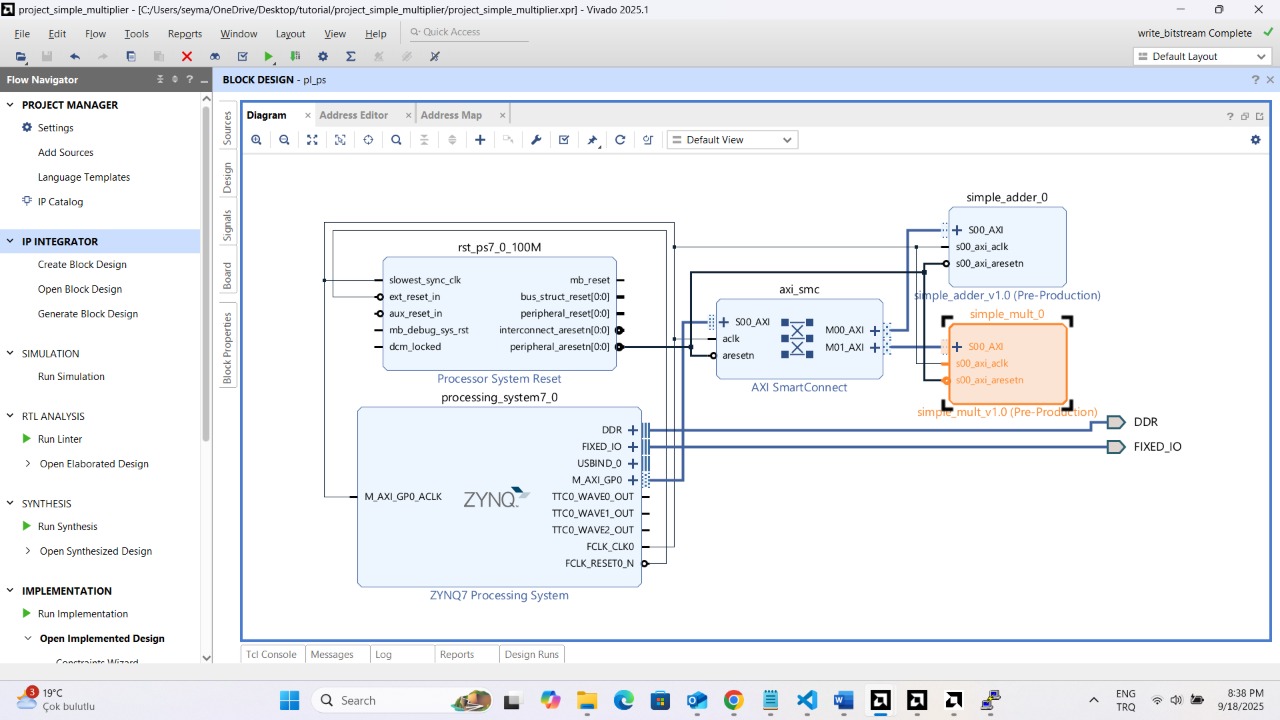 project_simple_multiplier - [C:/Users/seyma/OneDrive/Desktop/tutorial/project_simple_multiplier/project_simple_multiplier.xpr] - Vivado 2025.1
File Edit Flow Tools Reports Window Layout View Help Quick Access
write_bitstream Complete
Default Layout
Flow Navigator
PROJECT MANAGER
Settings
Add Sources
Language Templates
IP Catalog
IP INTEGRATOR
Create Block Design
Open Block Design
Generate Block Design
SIMULATION
Run Simulation
RTL ANALYSIS
Run Linter
Open Elaborated Design
SYNTHESIS
Run Synthesis
Open Synthesized Design
IMPLEMENTATION
Run Implementation
Open Implemented Design
Constraints Wizard
BLOCK DESIGN - pl_ps
Sources
Design
Signals
Board
Block Properties
Diagram
Address Editor
Address Map
Default View
rst_ps7_0_100M
slowest_sync_clk
ext_reset_in
aux_reset_in
mb_debug_sys_rst
dcm_locked
mb_reset
bus_struct_reset[0:0]
peripheral_reset[0:0]
interconnect_aresetn[0:0]
peripheral_aresetn[0:0]
Processor System Reset
processing_system7_0
M_AXI_GP0_ACLK
ZYNQ
DDR
FIXED_IO
USBIND_0
M_AXI_GP0
TTC0_WAVE0_OUT
TTC0_WAVE1_OUT
TTC0_WAVE2_OUT
FCLK_CLK0
FCLK_RESET0_N
ZYNQ7 Processing System
axi_smc
S00_AXI
aclk
aresetn
M00_AXI
M01_AXI
AXI SmartConnect
simple_adder_0
S00_AXI
s00_axi_aclk
s00_axi_aresetn
simple_adder_v1.0 (Pre-Production)
simple_mult_0
S00_AXI
s00_axi_aclk
s00_axi_aresetn
simple_mult_v1.0 (Pre-Production)
DDR
FIXED_IO
Tcl Console
Messages
Log
Reports
Design Runs
3
19°C
Çok bulutlu
Search
ENG
TRQ
8:38 PM
9/18/2025